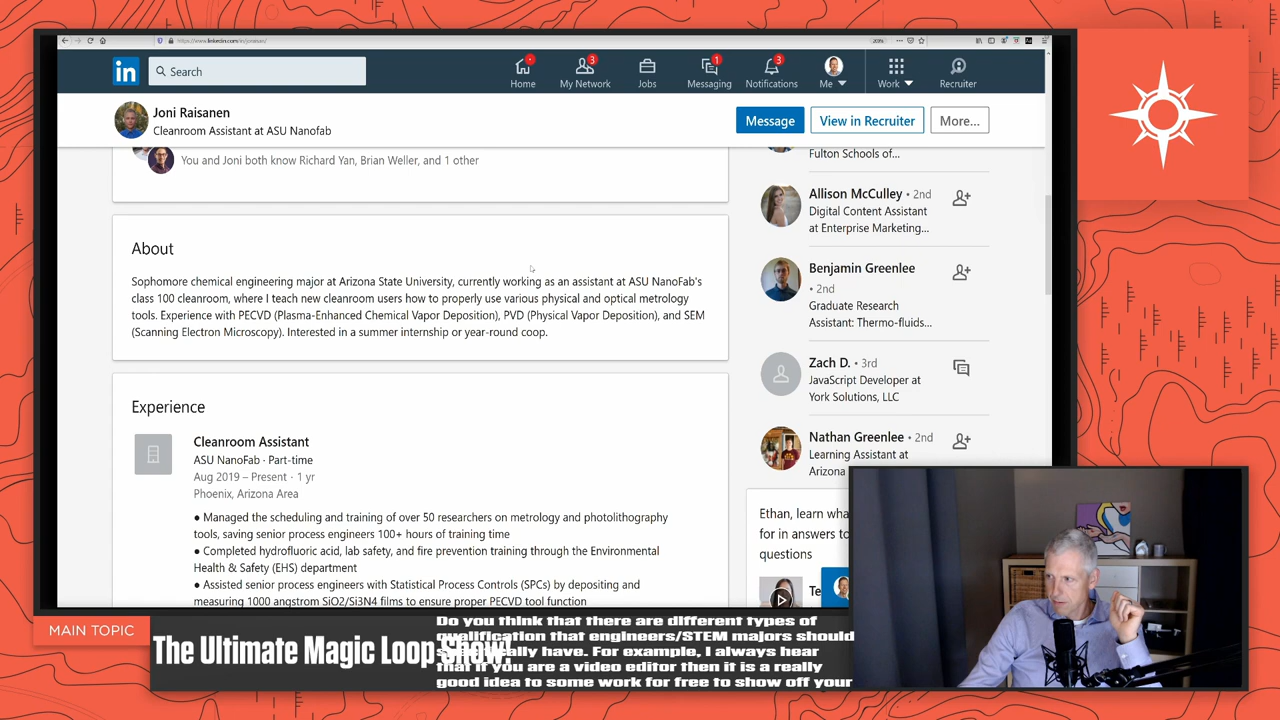 https://www.linkedin.com/in/joniran/
200%
in
Search
Home
3
My Network
Jobs
1
Messaging
3
Notifications
Me
Work
Recruiter
Joni Raisanen
Cleanroom Assistant at ASU Nanofab
Message
View in Recruiter
More...
You and Joni both know Richard Yan, Brian Weller, and 1 other
About
Sophomore chemical engineering major at Arizona State University, currently working as an assistant at ASU NanoFab's
class 100 cleanroom, where I teach new cleanroom users how to properly use various physical and optical metrology
tools. Experience with PECVD (Plasma-Enhanced Chemical Vapor Deposition), PVD (Physical Vapor Deposition), and SEM
(Scanning Electron Microscopy). Interested in a summer internship or year-round coop.
Experience
Cleanroom Assistant
ASU NanoFab · Part-time
Aug 2019 – Present · 1 yr
Phoenix, Arizona Area
● Managed the scheduling and training of over 50 researchers on metrology and photolithography
tools, saving senior process engineers 100+ hours of training time
● Completed hydrofluoric acid, lab safety, and fire prevention training through the Environmental
Health & Safety (EHS) department
● Assisted senior process engineers with Statistical Process Controls (SPCs) by depositing and
measuring 1000 angstrom SiO2/Si3N4 films to ensure proper PECVD tool function
Fulton Schools of...
Allison McCulley • 2nd
Digital Content Assistant
at Enterprise Marketing...
Benjamin Greenlee
• 2nd
Graduate Research
Assistant: Thermo-fluids...
Zach D. • 3rd
JavaScript Developer at
York Solutions, LLC
Nathan Greenlee • 2nd
Learning Assistant at
Arizona
Ethan, learn wha
for in answers to
questions
Te
MAIN TOPIC
The Ultimate Magic Loop Show!
Do you think that there are different types of
qualification that engineers/STEM majors should
have. For example, I always hear
that if you are a video editor then it is a really
good idea to some work for free to show off your